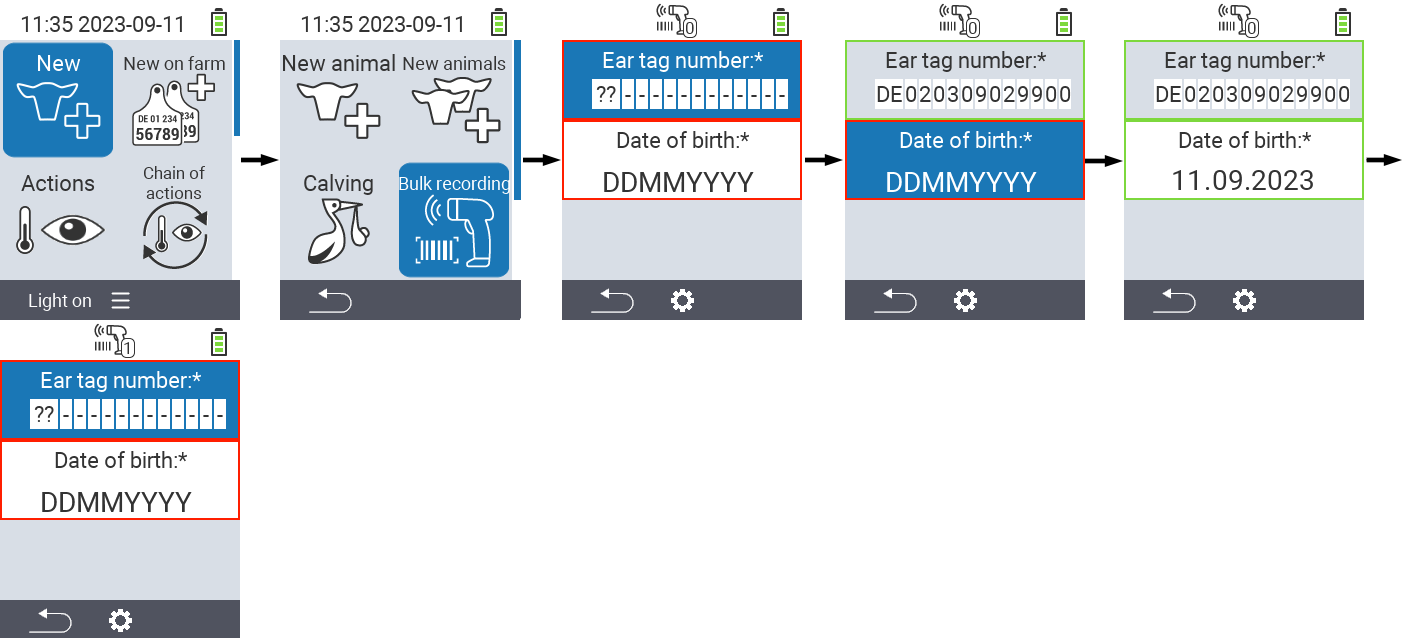 11:35 2023-09-11
New
New on farm
DE 01 234
234
56789
89
Actions
Chain of
actions
Light on
11:35 2023-09-11
New animal
New animals
Calving
Bulk recording
0
Ear tag number:*
??-----------­-
Date of birth:*
DDMMYYYY
0
Ear tag number:*
DE020309029900
Date of birth:*
DDMMYYYY
0
Ear tag number:*
DE020309029900
Date of birth:*
11.09.2023
1
Ear tag number:*
??------------
Date of birth:*
DDMMYYYY